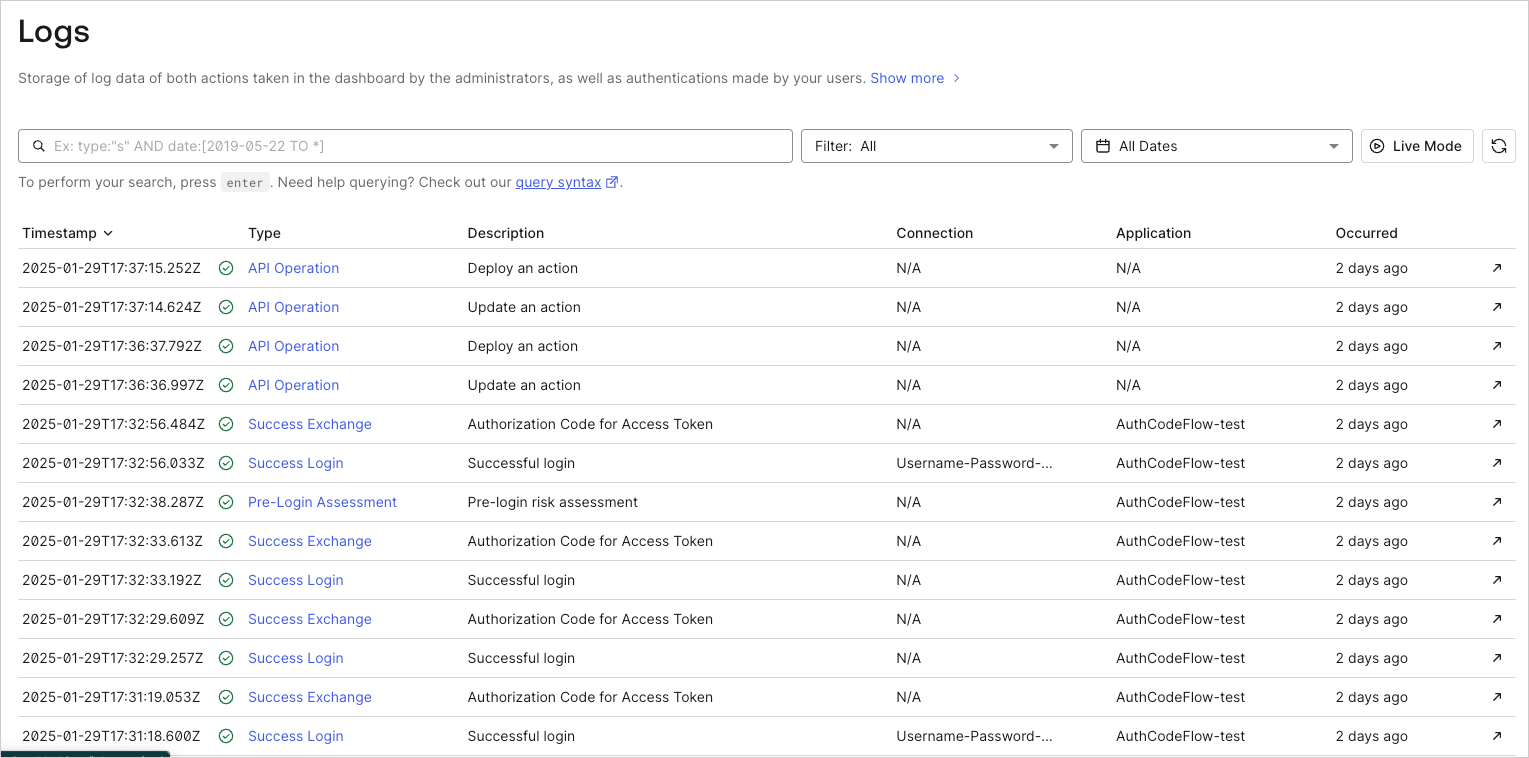 Logs
Storage of log data of both actions taken in the dashboard by the administrators, as well as authentications made by your users. Show more
Ex: type:"s" AND date:[2019-05-22 TO *] Filter: All All Dates Live Mode
To perform your search, press enter. Need help querying? Check out our query syntax.
Timestamp Type Description Connection Application Occurred
2025-01-29T17:37:15.252Z API Operation Deploy an action N/A N/A 2 days ago
2025-01-29T17:37:14.624Z API Operation Update an action N/A N/A 2 days ago
2025-01-29T17:36:37.792Z API Operation Deploy an action N/A N/A 2 days ago
2025-01-29T17:36:36.997Z API Operation Update an action N/A N/A 2 days ago
2025-01-29T17:32:56.484Z Success Exchange Authorization Code for Access Token N/A AuthCodeFlow-test 2 days ago
2025-01-29T17:32:56.033Z Success Login Successful login Username-Password-... AuthCodeFlow-test 2 days ago
2025-01-29T17:32:38.287Z Pre-Login Assessment Pre-login risk assessment N/A AuthCodeFlow-test 2 days ago
2025-01-29T17:32:33.613Z Success Exchange Authorization Code for Access Token N/A AuthCodeFlow-test 2 days ago
2025-01-29T17:32:33.192Z Success Login Successful login N/A AuthCodeFlow-test 2 days ago
2025-01-29T17:32:29.609Z Success Exchange Authorization Code for Access Token N/A AuthCodeFlow-test 2 days ago
2025-01-29T17:32:29.257Z Success Login Successful login N/A AuthCodeFlow-test 2 days ago
2025-01-29T17:31:19.053Z Success Exchange Authorization Code for Access Token N/A AuthCodeFlow-test 2 days ago
2025-01-29T17:31:18.600Z Success Login Successful login Username-Password-... AuthCodeFlow-test 2 days ago